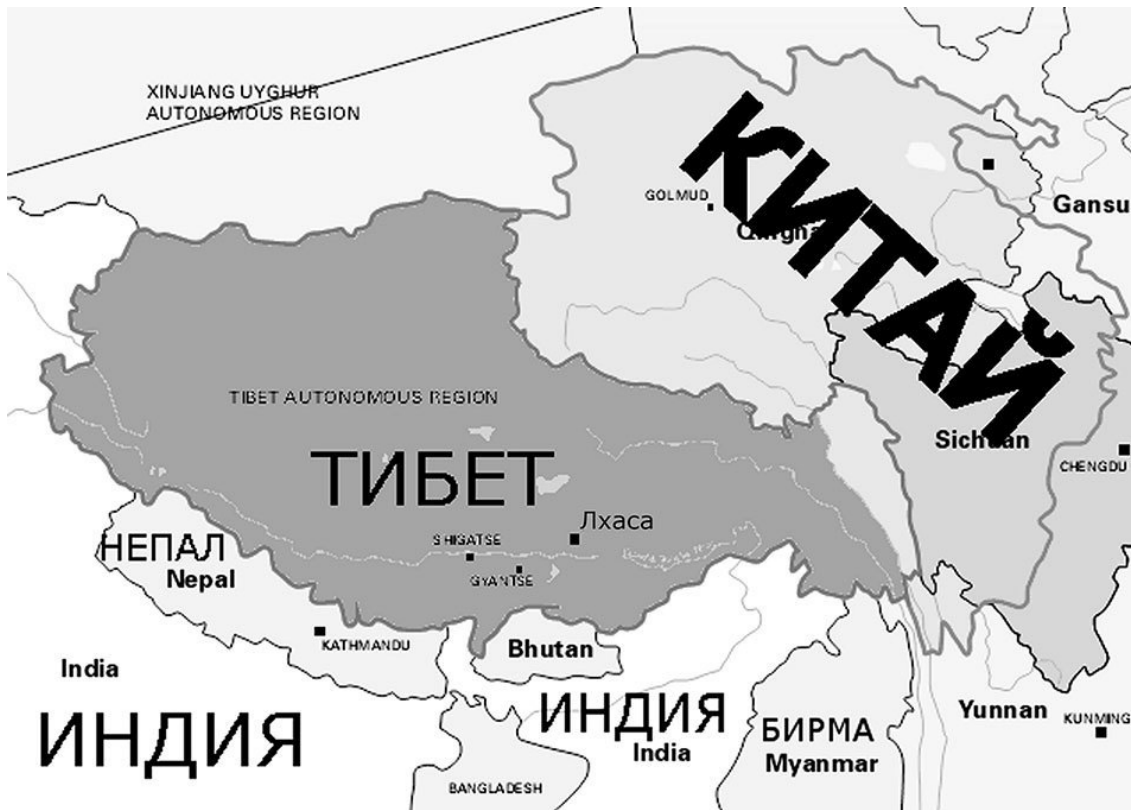 XINJIANG UYGHUR
AUTONOMOUS REGION
КИТАЙ
GOLMUD
Gansu
TIBET AUTONOMOUS REGION
ТИБЕТ
Sichuan
CHENGDU
Лхаса
SHIGATSE
GYANTSE
НЕПАЛ
Nepal
KATHMANDU
Bhutan
India
ИНДИЯ
ИНДИЯ
India
БИРМА
Myanmar
Yunnan
KUNMING
BANGLADESH